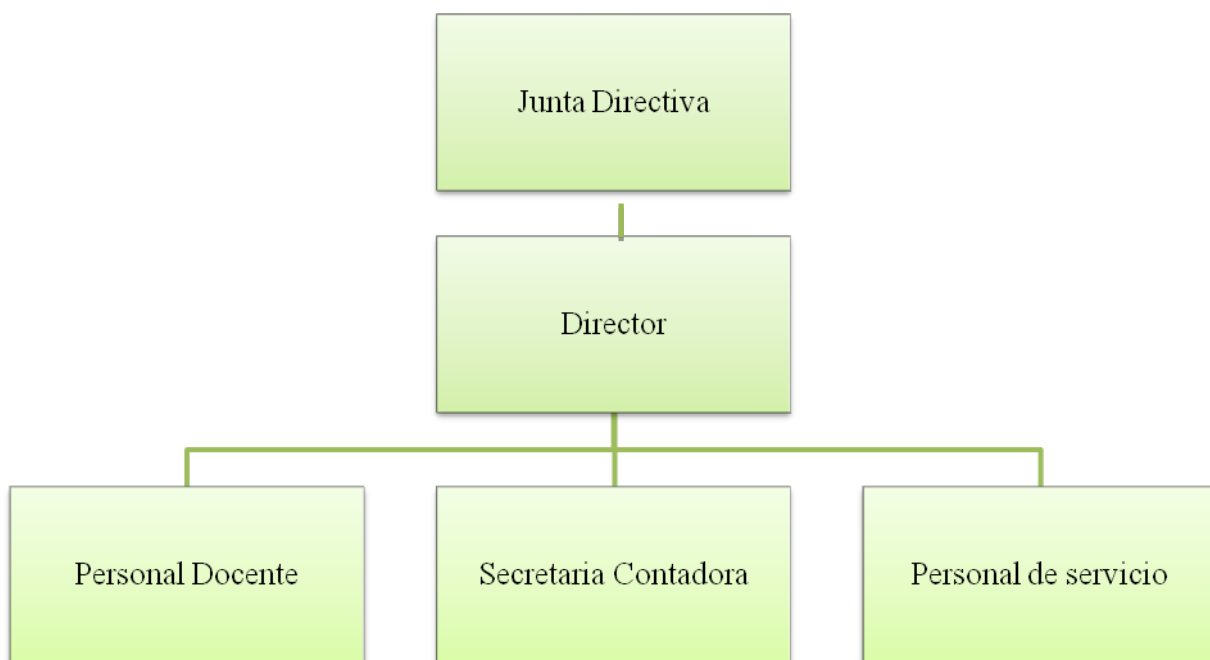 Junta Directiva
Director
Personal Docente
Secretaria Contadora
Personal de servicio